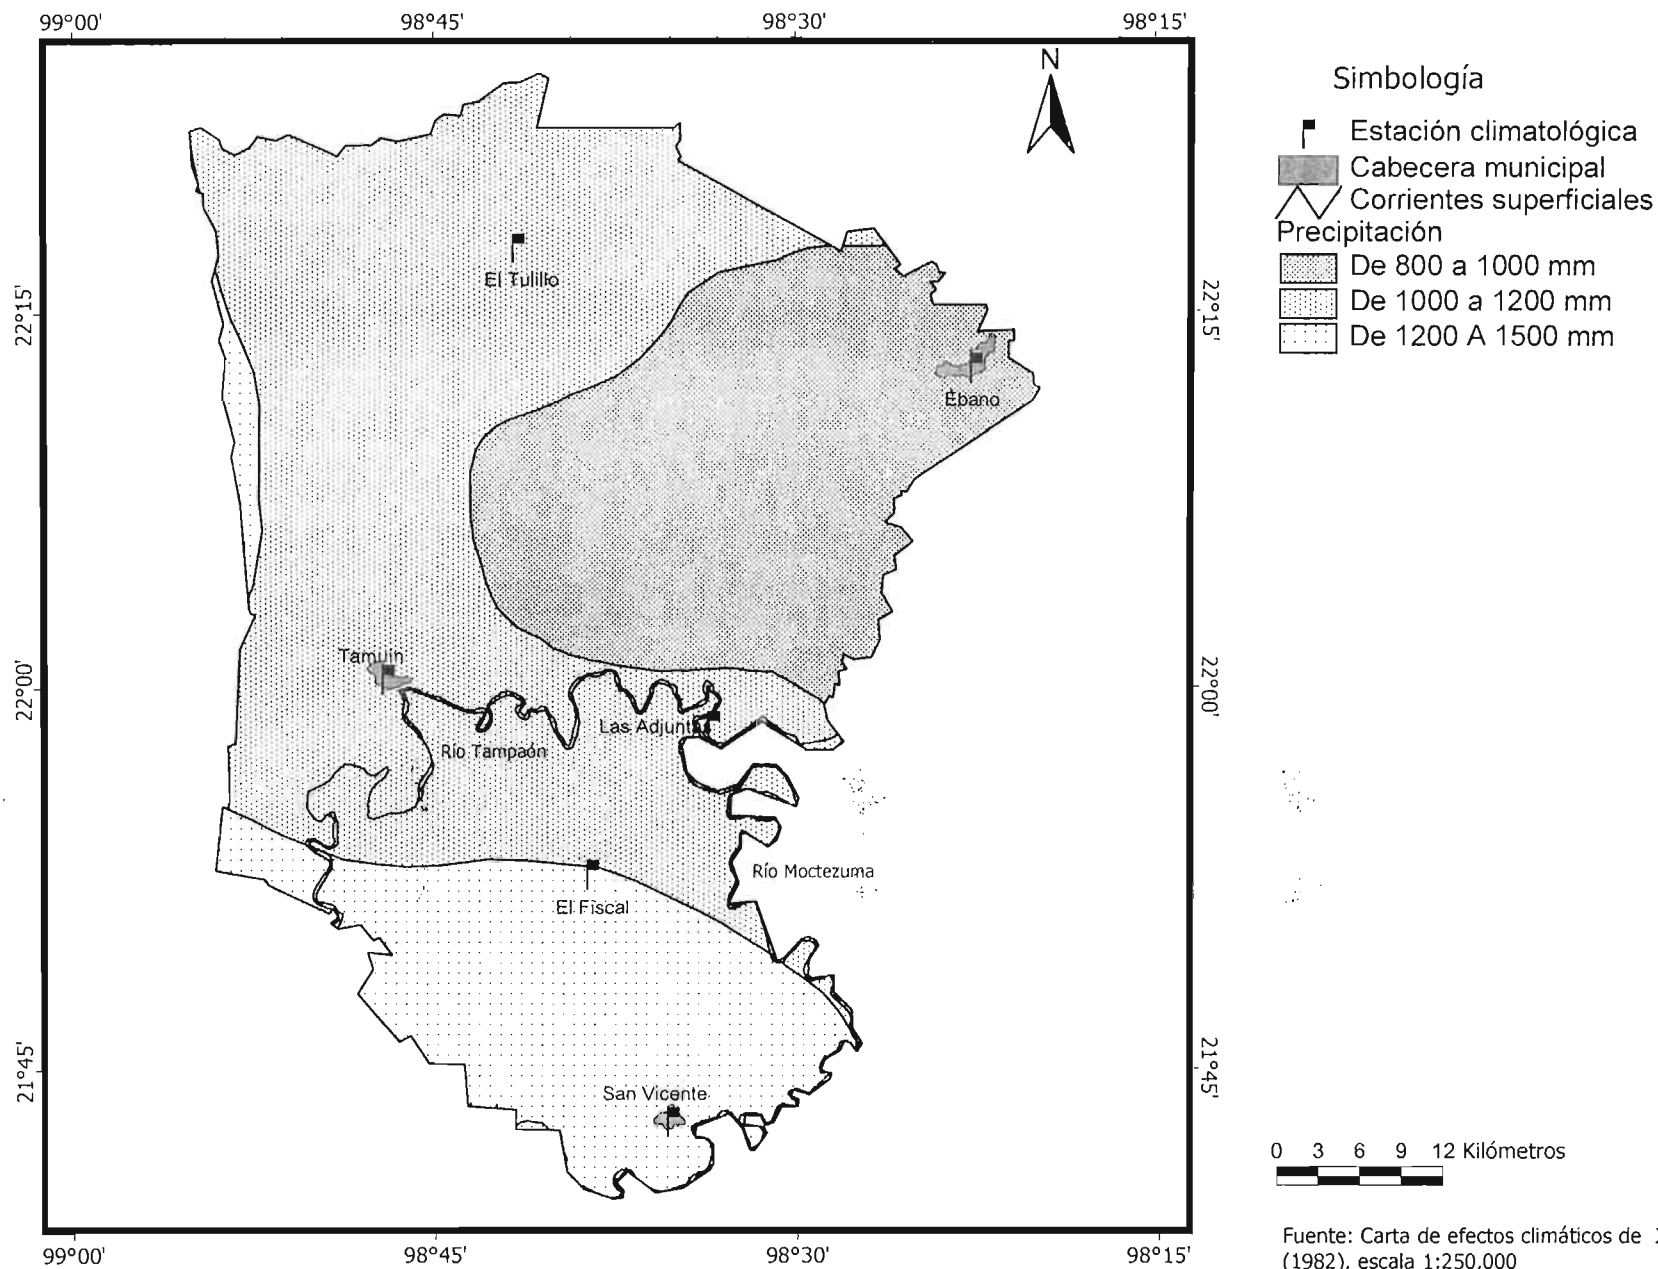 99°00' 98°45' 98°30' 98°15'
N
Simbología
Estación climatológica
Cabecera municipal
Corrientes superficiales
Precipitación
De 800 a 1000 mm
De 1000 a 1200 mm
De 1200 A 1500 mm
El Tulillo
22°15' 22°15'
Ebano
Tamuin
22°00' 22°00'
Las Adjuntas
Río Tampaón
Río Moctezuma
El Fiscal
21°45' 21°45'
San Vicente
0 3 6 9 12 Kilómetros
99°00' 98°45' 98°30' 98°15'
Fuente: Carta de efectos climáticos de
(1982), escala 1:250,000